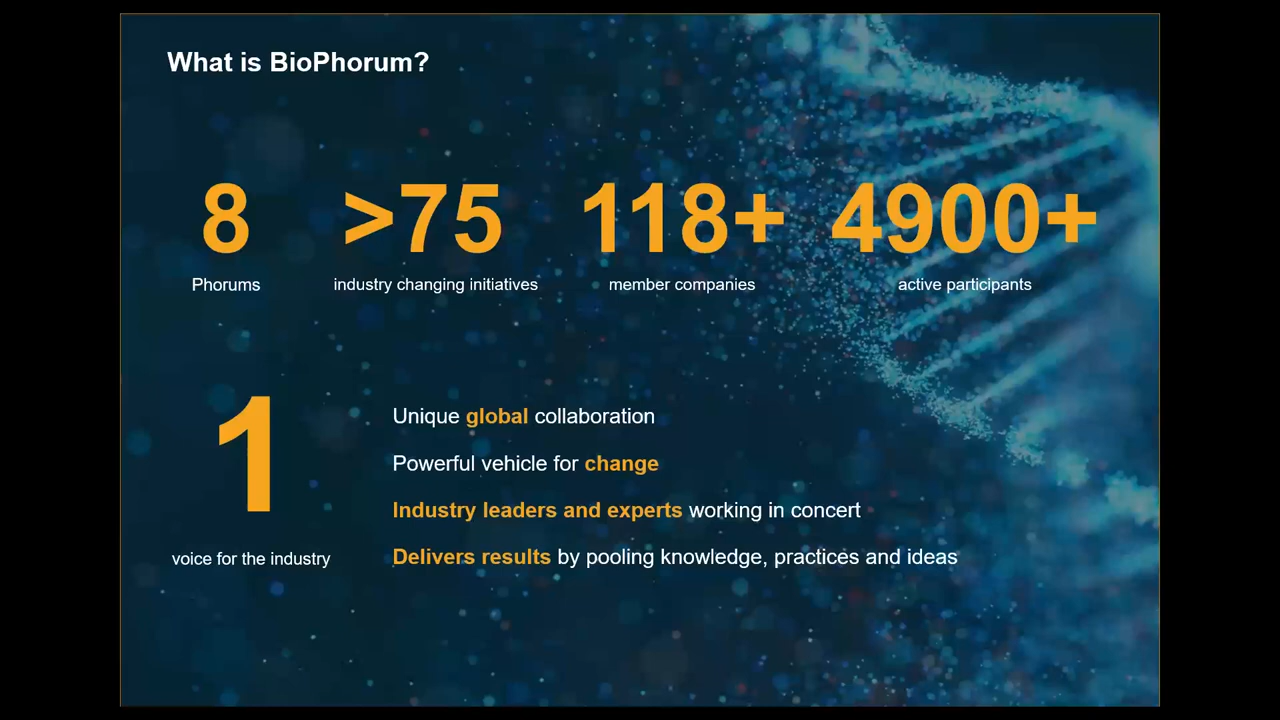 What is BioPhorum?
8
Phorums
>75
industry changing initiatives
118+
member companies
4900+
active participants
1
voice for the industry
Unique global collaboration
Powerful vehicle for change
Industry leaders and experts working in concert
Delivers results by pooling knowledge, practices and ideas